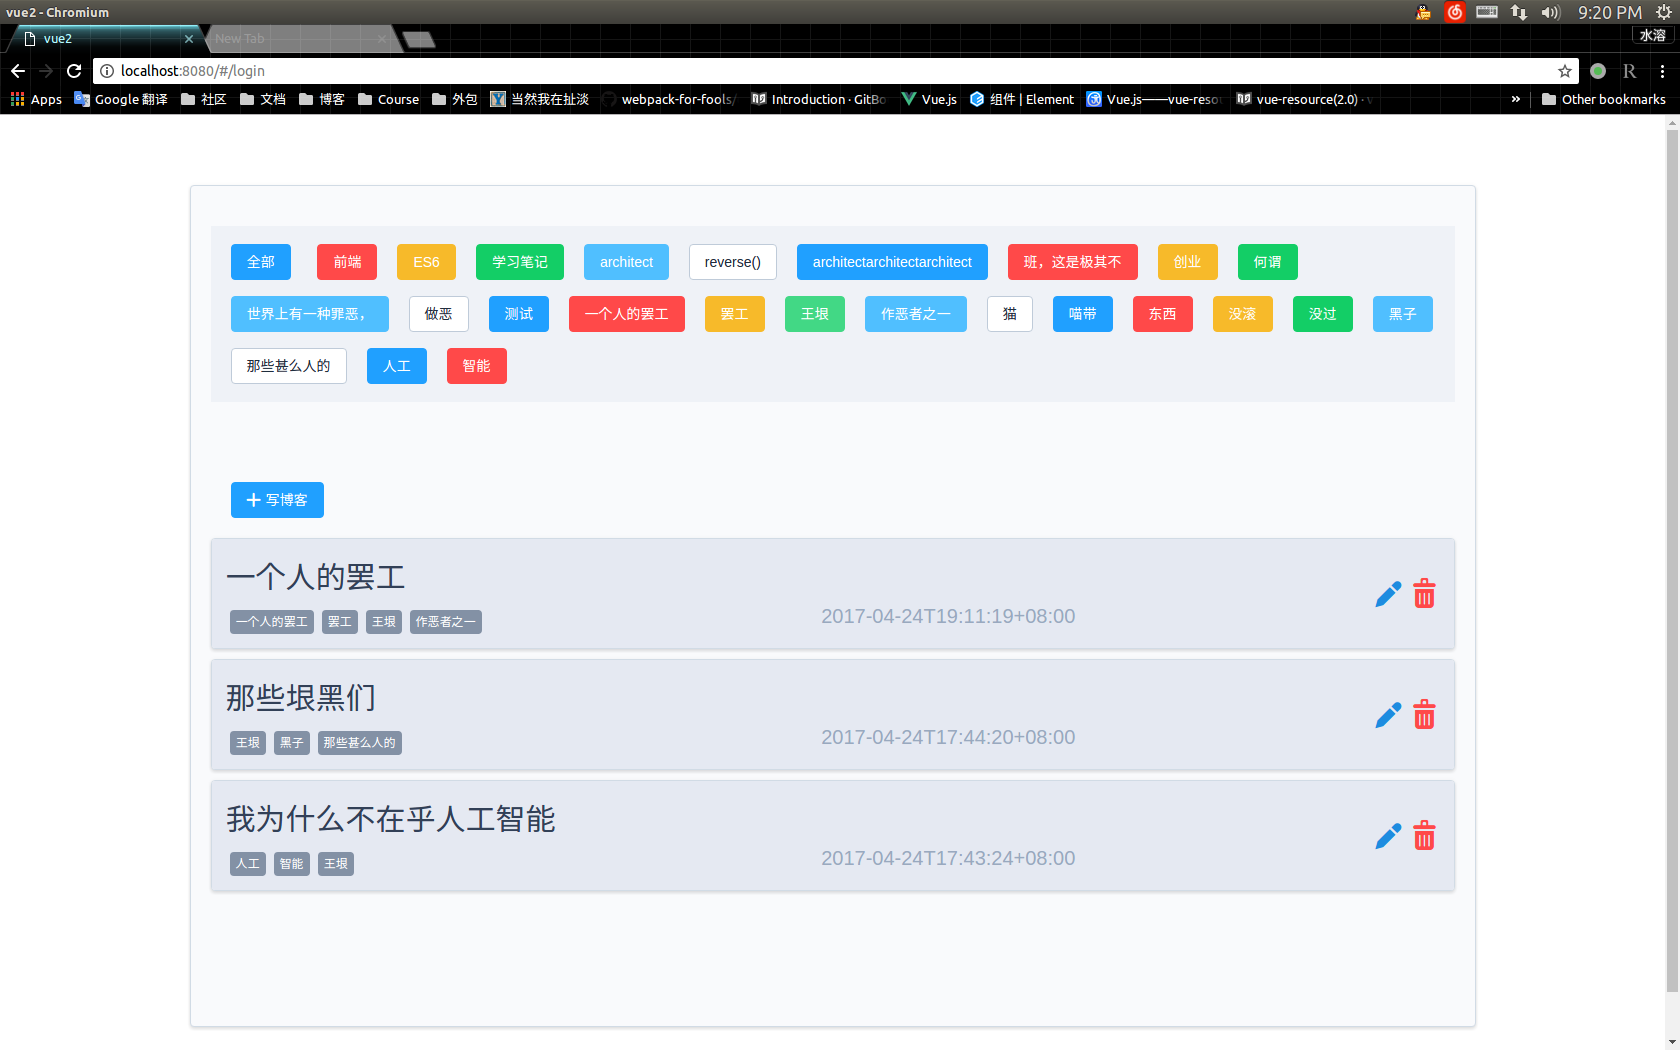 vue2 - Chromium
9:20 PM
vue2
New Tab
水溶
localhost:8080/#/login
Apps Google 翻译 社区 文档 博客 Course 外包 当然我在扯淡 webpack-for-fools/ Introduction · GitBo Vue.js 组件 | Element Vue.js——vue-resou vue-resource(2.0) · v » Other bookmarks
全部 前端 ES6 学习笔记 architect reverse() architectarchitectarchitect 班，这是极其不 创业 何谓
世界上有一种罪恶， 做恶 测试 一个人的罢工 罢工 王垠 作恶者之一 猫 喵带 东西 没滚 没过 黑子
那些甚么人的 人工 智能
写博客
一个人的罢工
一个人的罢工 罢工 王垠 作恶者之一
2017-04-24T19:11:19+08:00
那些垠黑们
王垠 黑子 那些甚么人的
2017-04-24T17:44:20+08:00
我为什么不在乎人工智能
人工 智能 王垠
2017-04-24T17:43:24+08:00